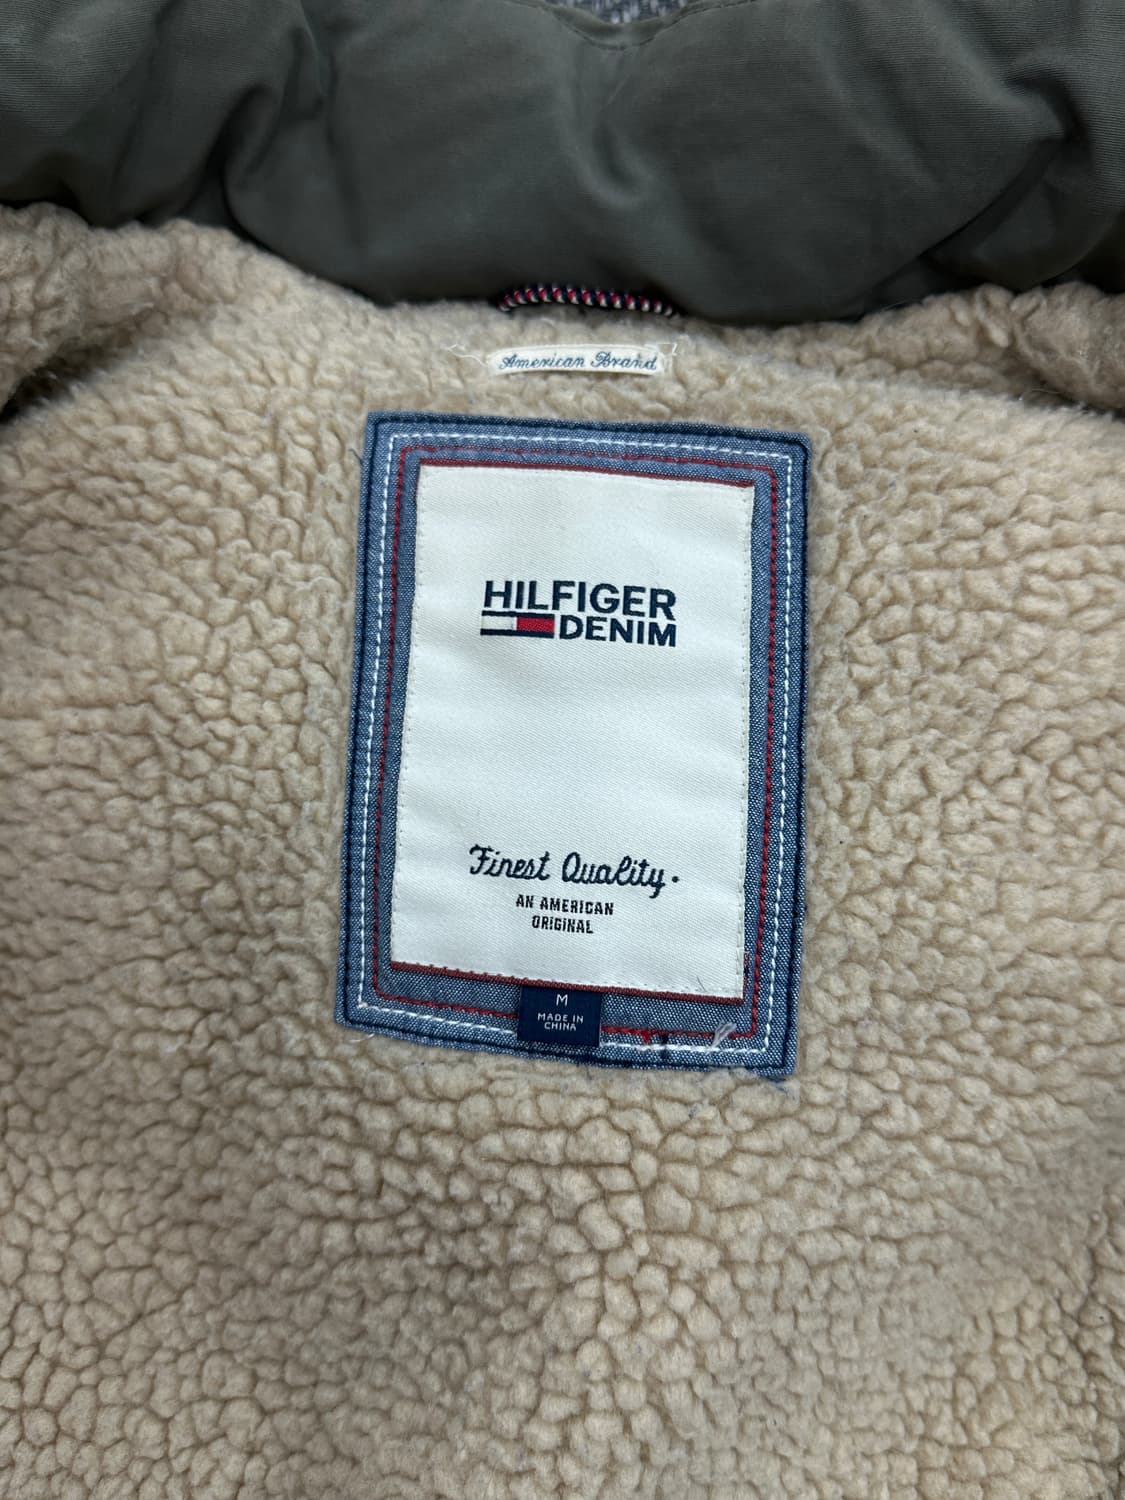 American Brand
HILFIGER
DENIM
Finest Quality.
AN AMERICAN
ORIGINAL
M
MADE IN
CHINA